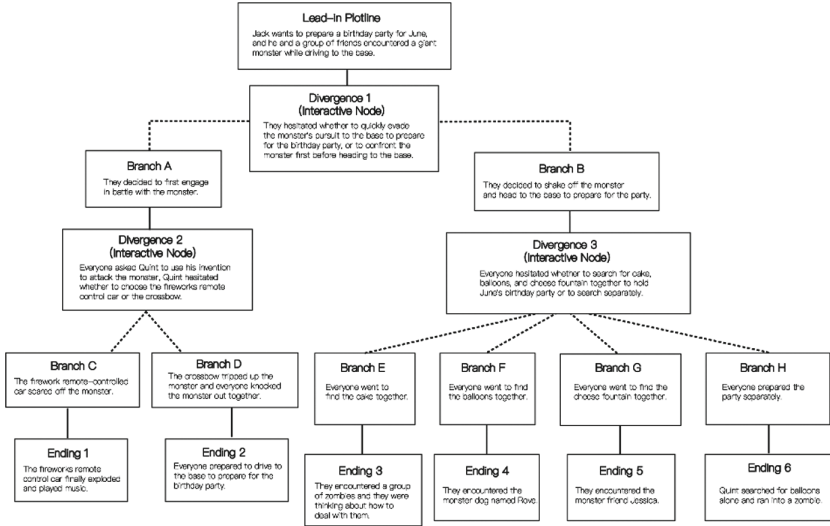 Lead-in Plotline
Jack wants to prepare a birthday party for June,
and he and a group of friends encountered a giant
monster while driving to the base.
Divergence 1
(Interactive Node)
They hesitated whether to quickly evade
the monster's pursuit to the base to prepare
for the birthday party, or to confront the
monster first before heading to the base.
Branch A
They decided to first engage
in battle with the monster.
Branch B
They decided to shake off the monster
and head to the base to prepare for the party.
Divergence 2
(Interactive Node)
Everyone asked Quint to use his invention
to attack the monster, Quint hesitated
whether to choose the fireworks remote
control car or the crossbow.
Divergence 3
(Interactive Node)
Everyone hesitated whether to search for cake,
balloons, and cheese fountain together to hold
June's birthday party or to search separately.
Branch C
The firework remote-controlled
car scared off the monster.
Branch D
The crossbow tripped up the
monster and everyone knocked
the monster out together.
Branch E
Everyone went to
find the cake together.
Branch F
Everyone went to find
the balloons together.
Branch G
Everyone went to find the
cheese fountain together.
Branch H
Everyone prepared the
party separately.
Ending 1
The fireworks remote
control car finally exploded
and played music.
Ending 2
Everyone prepared to drive to
the base to prepare for the
birthday party.
Ending 3
They encountered a group
of zombies and they were
thinking about how to
deal with them.
Ending 4
They encountered the
monster dog named Rove.
Ending 5
They encountered the
monster friend Jessica.
Ending 6
Quint searched for balloons
alone and ran into a zombie.